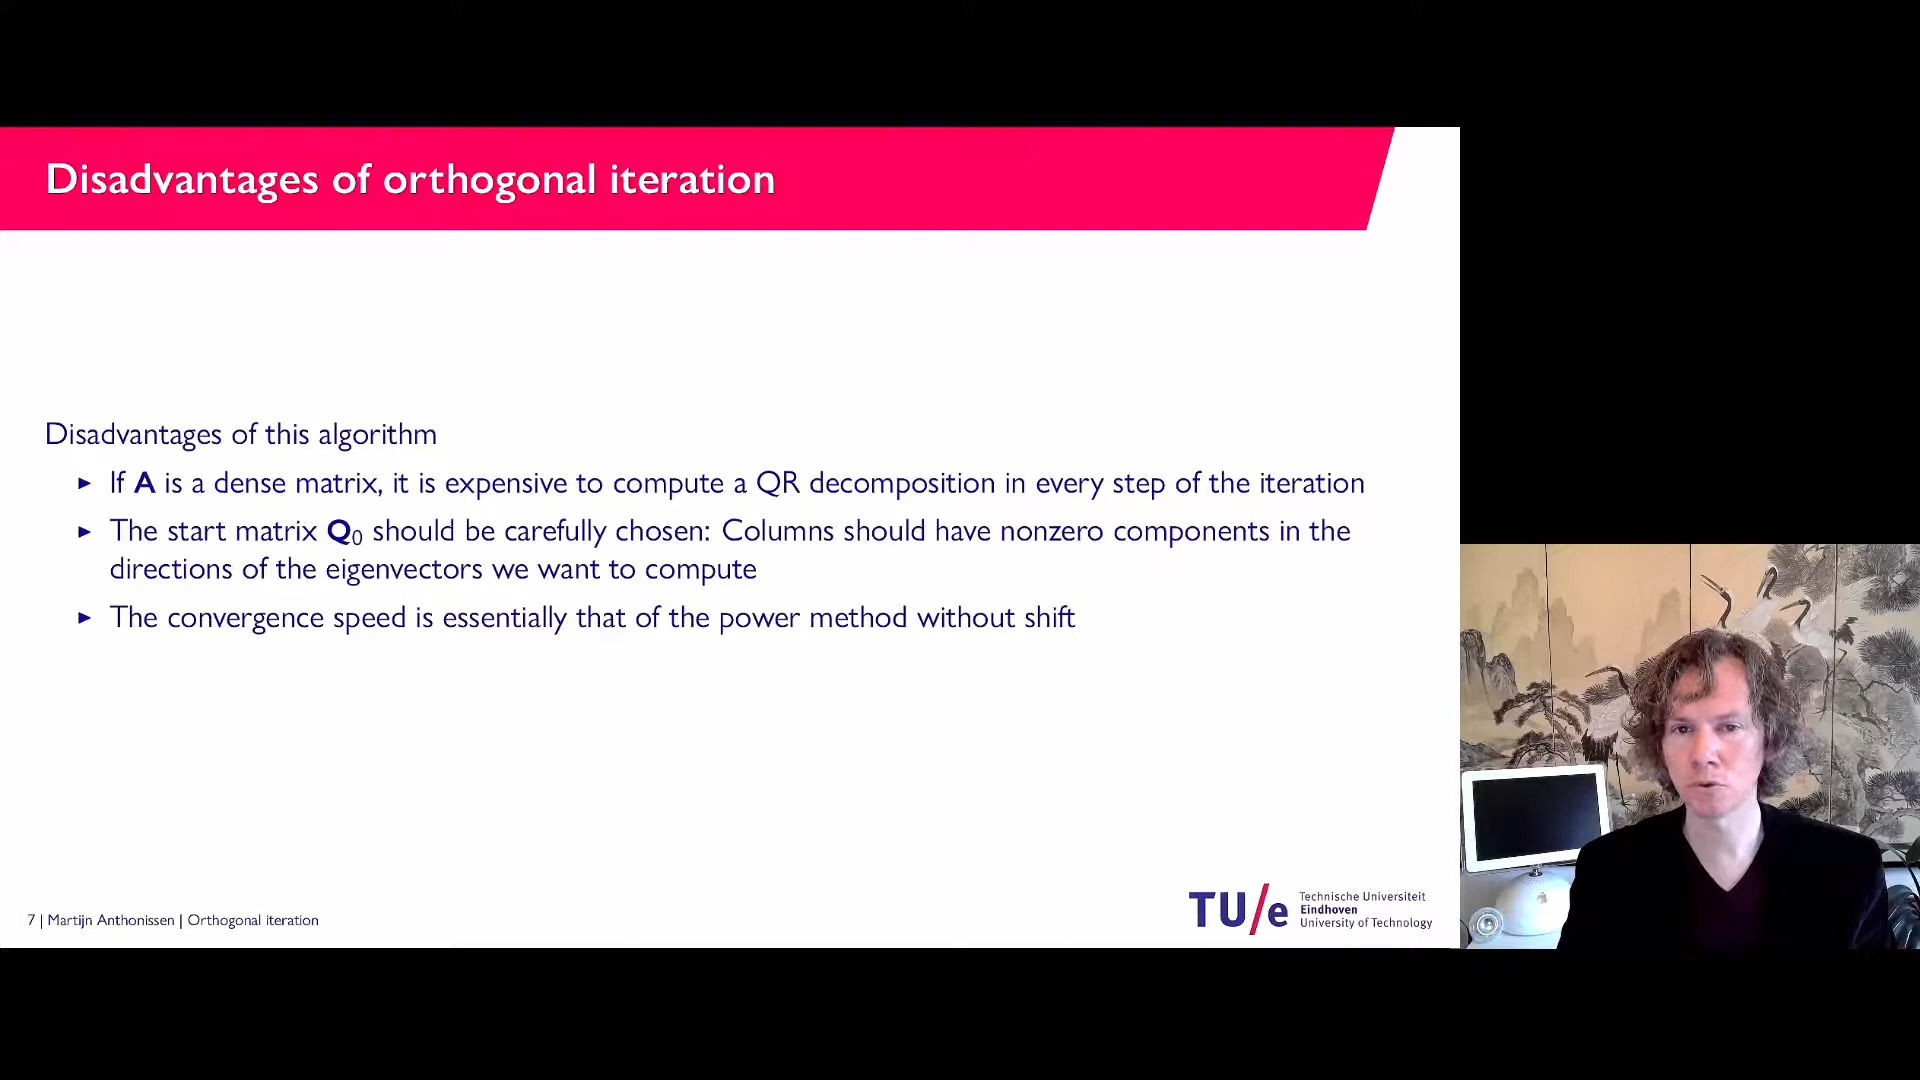 Disadvantages of orthogonal iteration
Disadvantages of this algorithm
▸ If A is a dense matrix, it is expensive to compute a QR decomposition in every step of the iteration
▸ The start matrix Q₀ should be carefully chosen: Columns should have nonzero components in the
directions of the eigenvectors we want to compute
▸ The convergence speed is essentially that of the power method without shift
7 | Martijn Anthonissen | Orthogonal iteration
TU/e
Technische Universiteit
Eindhoven
University of Technology